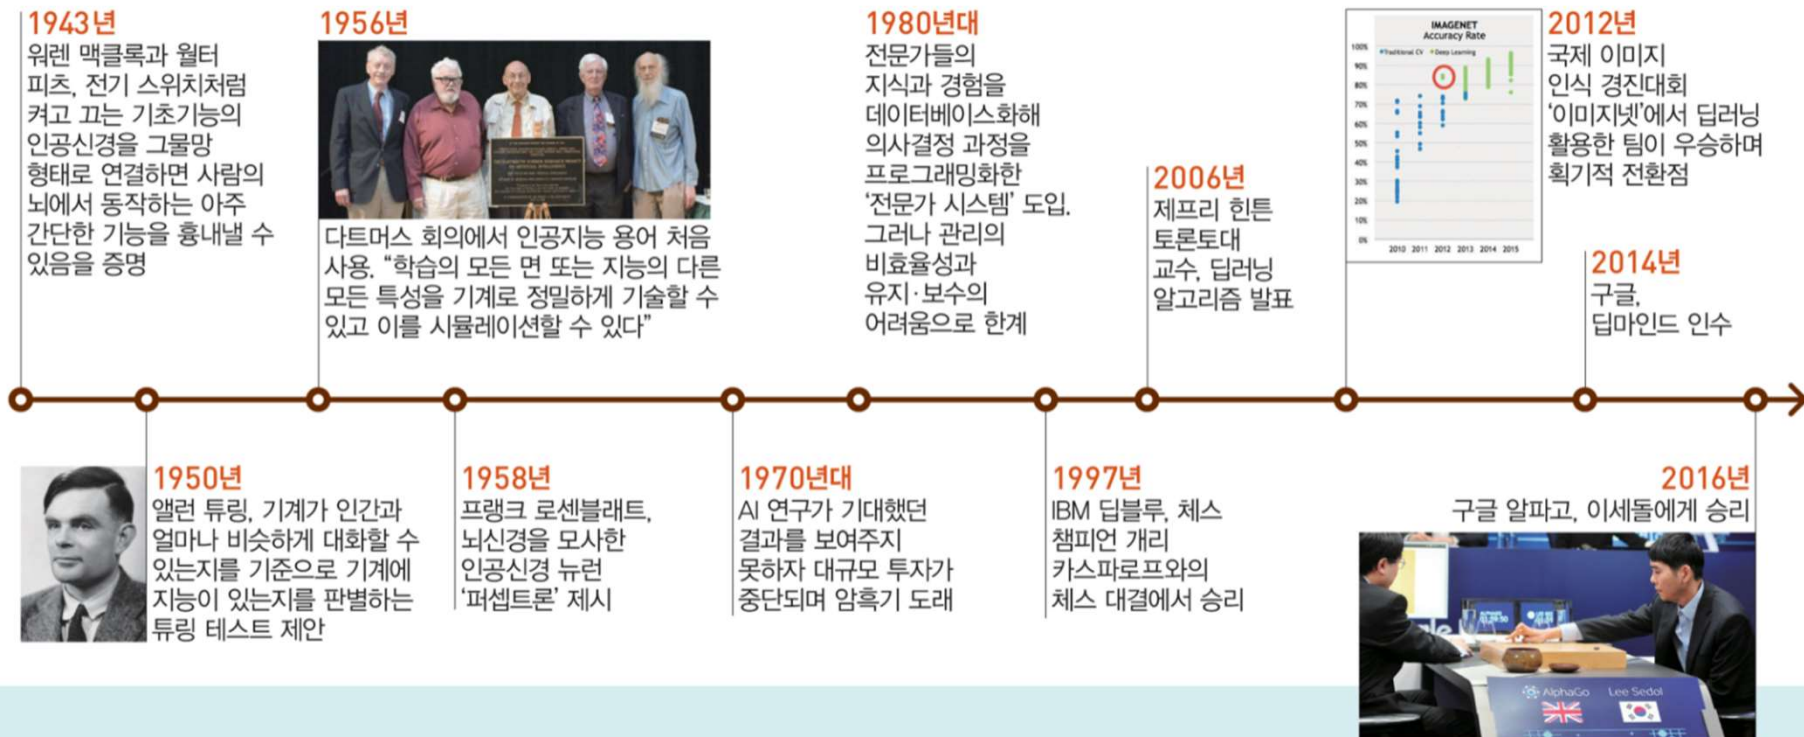 1943년
워렌 맥클록과 월터
피츠, 전기 스위치처럼
켜고 끄는 기초기능의
인공신경을 그물망
형태로 연결하면 사람의
뇌에서 동작하는 아주
간단한 기능을 흉내낼 수
있음을 증명
1950년
앨런 튜링, 기계가 인간과
얼마나 비슷하게 대화할 수
있는지를 기준으로 기계에
지능이 있는지를 판별하는
튜링 테스트 제안
1956년
다트머스 회의에서 인공지능 용어 처음
사용. “학습의 모든 면 또는 지능의 다른
모든 특성을 기계로 정밀하게 기술할 수
있고 이를 시뮬레이션할 수 있다”
1958년
프랭크 로센블래트,
뇌신경을 모사한
인공신경 뉴런
‘퍼셉트론’ 제시
1970년대
AI 연구가 기대했던
결과를 보여주지
못하자 대규모 투자가
중단되며 암흑기 도래
1980년대
전문가들의
지식과 경험을
데이터베이스화해
의사결정 과정을
프로그래밍화한
‘전문가 시스템’ 도입.
그러나 관리의
비효율성과
유지·보수의
어려움으로 한계
1997년
IBM 딥블루, 체스
챔피언 개리
카스파로프와의
체스 대결에서 승리
2006년
제프리 힌튼
토론토대
교수, 딥러닝
알고리즘 발표
IMAGENET
Accuracy Rate
Traditional CV Deep Learning
100%
90%
80%
70%
60%
50%
40%
30%
20%
10%
0%
2010 2011 2012 2013 2014 2015
2012년
국제 이미지
인식 경진대회
‘이미지넷’에서 딥러닝
활용한 팀이 우승하며
획기적 전환점
2014년
구글,
딥마인드 인수
2016년
구글 알파고, 이세돌에게 승리
AlphaGo Lee Sedol